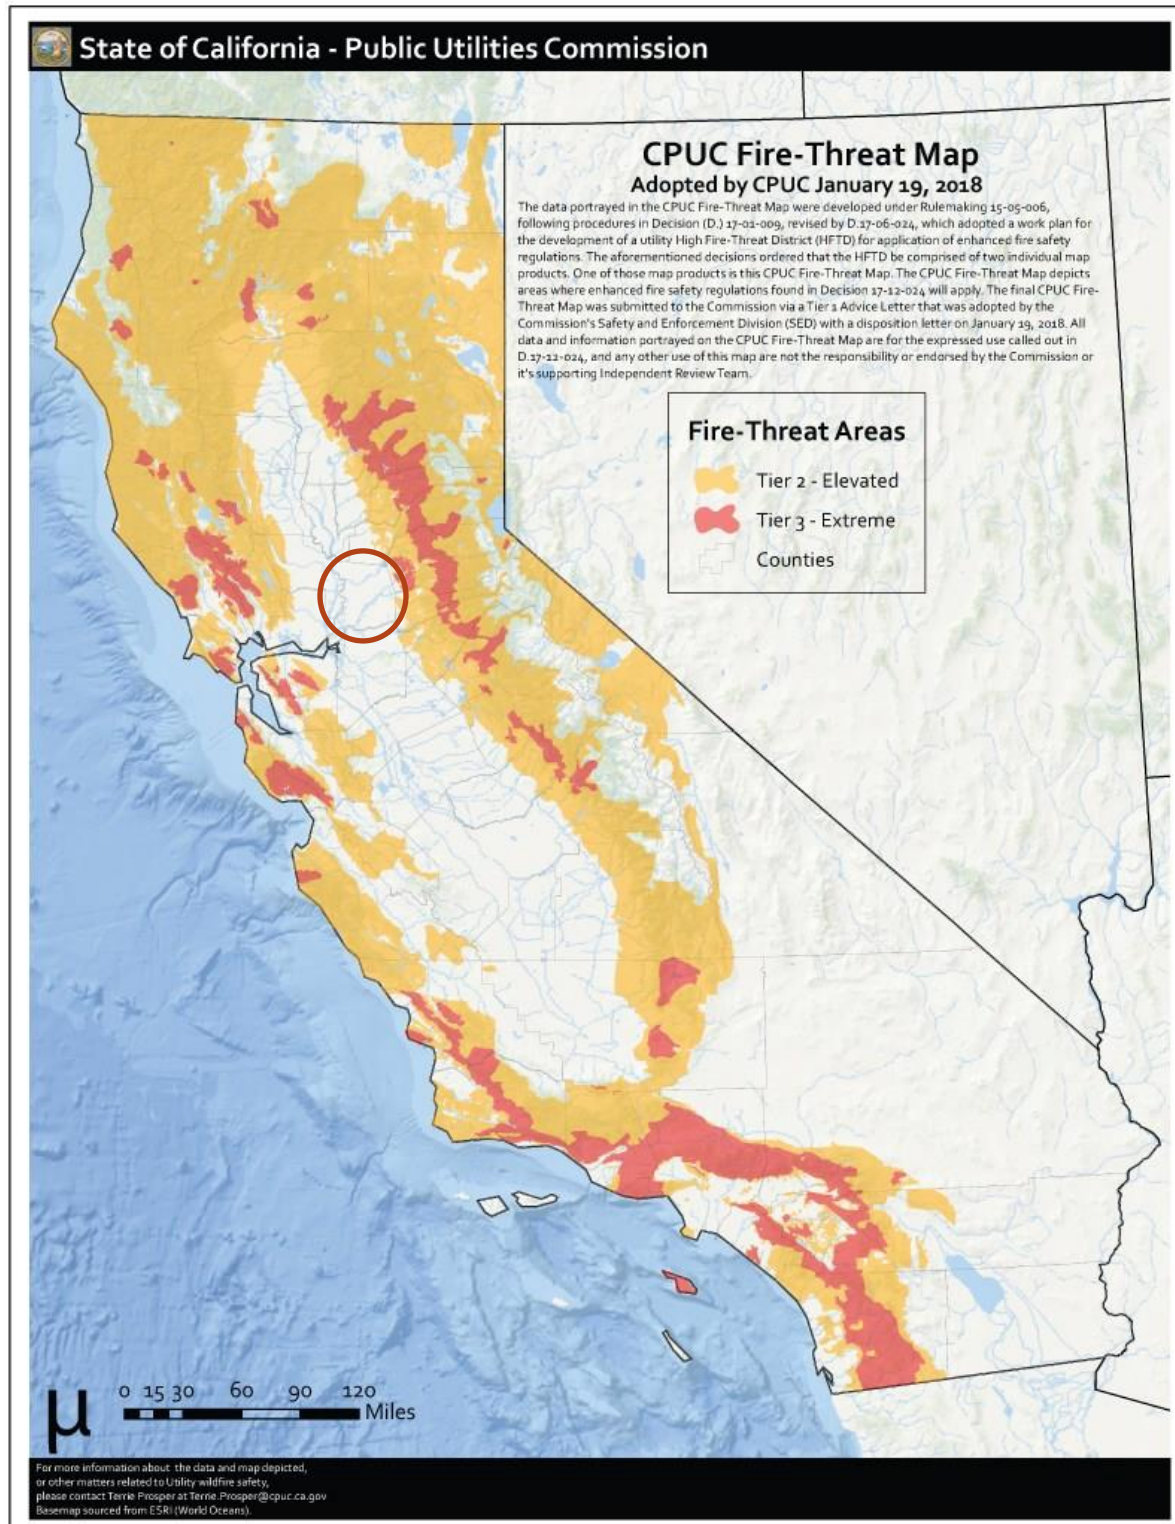 State of California - Public Utilities Commission
CPUC Fire-Threat Map
Adopted by CPUC January 19, 2018
The data portrayed in the CPUC Fire-Threat Map were developed under Rulemaking 15-05-006,
following procedures in Decision (D.) 17-01-009, revised by D.17-06-024, which adopted a work plan for
the development of a utility High Fire-Threat District (HFTD) for application of enhanced fire safety
regulations. The aforementioned decisions ordered that the HFTD be comprised of two individual map
products. One of those map products is this CPUC Fire-Threat Map. The CPUC Fire-Threat Map depicts
areas where enhanced fire safety regulations found in Decision 17-12-024 will apply. The final CPUC Fire-
Threat Map was submitted to the Commission via a Tier 1 Advice Letter that was adopted by the
Commission's Safety and Enforcement Division (SED) with a disposition letter on January 19, 2018. All
data and information portrayed on the CPUC Fire-Threat Map are for the expressed use called out in
D.17-12-024, and any other use of this map are not the responsibility or endorsed by the Commission or
it's supporting Independent Review Team.
Fire-Threat Areas
Tier 2 - Elevated
Tier 3 - Extreme
Counties
µ
0 15 30 60 90 120
Miles
For more information about the data and map depicted,
or other matters related to Utility wildfire safety,
please contact Terrie Prosper at Terrie.Prosper@cpuc.ca.gov
Basemap sourced from ESRI (World Oceans).